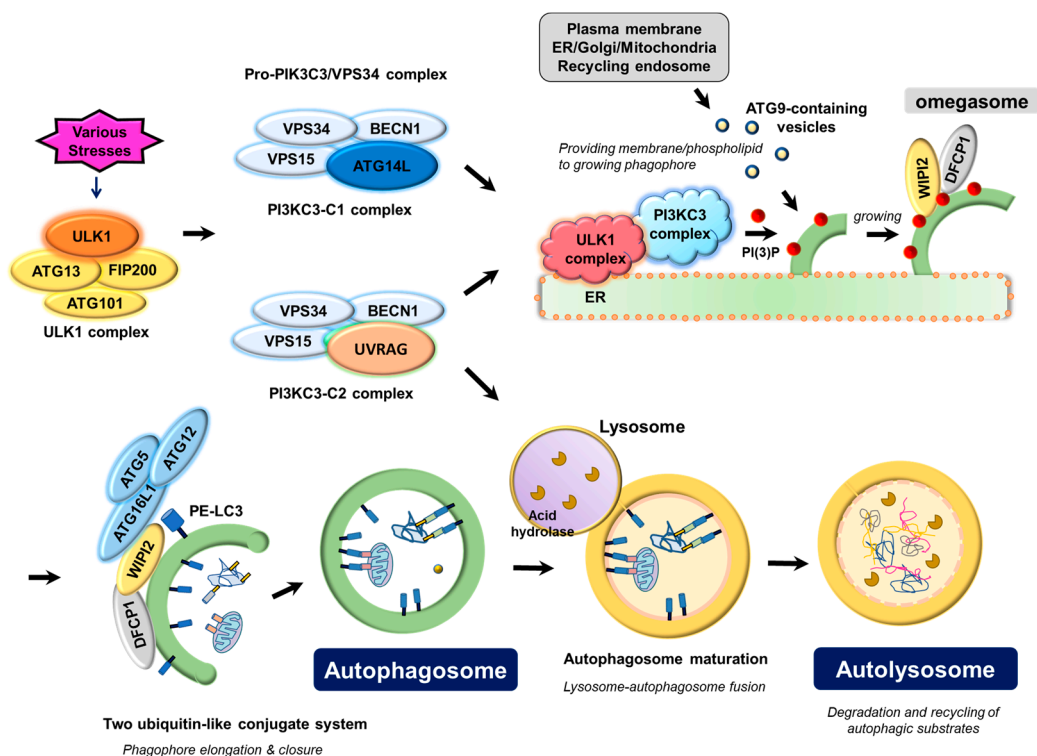 Various
Stresses
ULK1
ATG13
FIP200
ATG101
ULK1 complex
Pro-PIK3C3/VPS34 complex
VPS34
BECN1
VPS15
ATG14L
PI3KC3-C1 complex
VPS34
BECN1
VPS15
UVRAG
PI3KC3-C2 complex
Plasma membrane
ER/Golgi/Mitochondria
Recycling endosome
ATG9-containing
vesicles
Providing membrane/phospholipid
to growing phagophore
ULK1
complex
PI3KC3
complex
ER
PI(3)P
growing
omegasome
WIPI2
DFCP1
ATG5
ATG12
ATG16L1
PE-LC3
WIPI2
DFCP1
Two ubiquitin-like conjugate system
Phagophore elongation & closure
Autophagosome
Lysosome
Acid
hydrolase
Autophagosome maturation
Lysosome-autophagosome fusion
Autolysosome
Degradation and recycling of
autophagic substrates